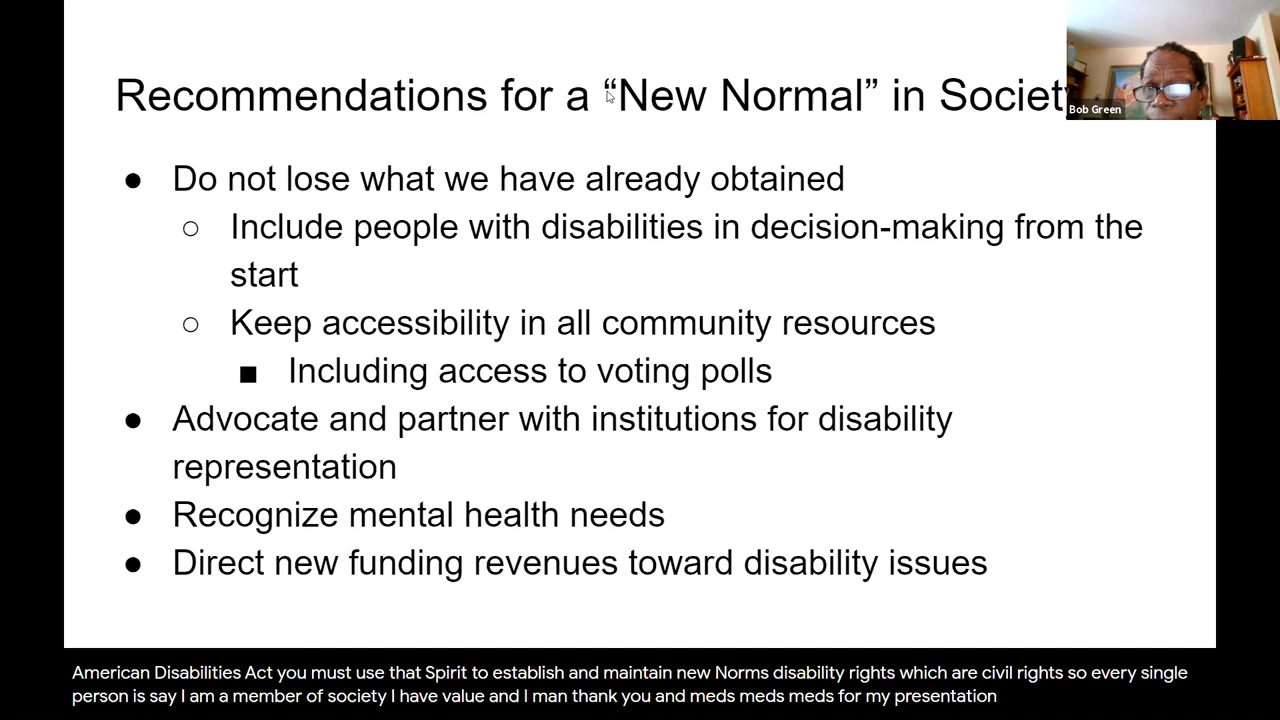 Recommendations for a “New Normal” in Societ
Bob Green
● Do not lose what we have already obtained
○ Include people with disabilities in decision-making from the
start
○ Keep accessibility in all community resources
■ Including access to voting polls
● Advocate and partner with institutions for disability
representation
● Recognize mental health needs
● Direct new funding revenues toward disability issues
American Disabilities Act you must use that Spirit to establish and maintain new Norms disability rights which are civil rights so every single
person is say I am a member of society I have value and I man thank you and meds meds meds for my presentation